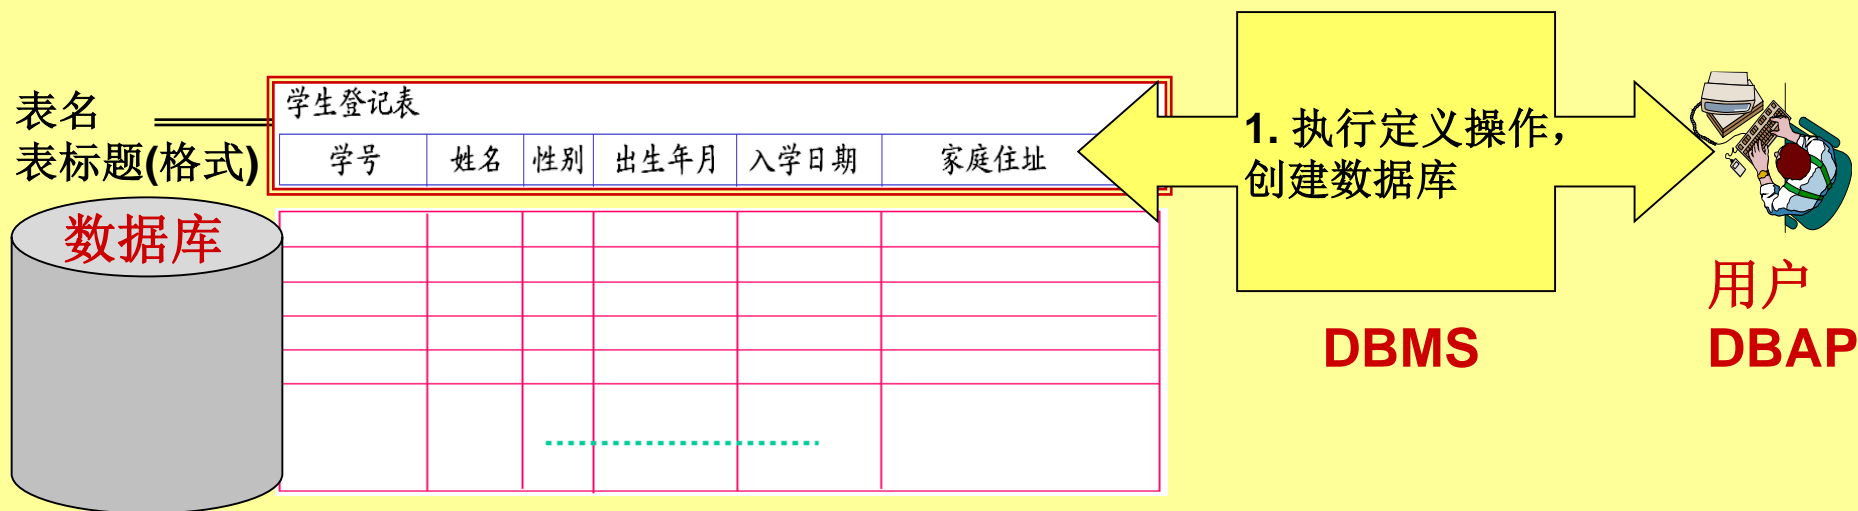 表名
表标题(格式)
学生登记表
学号 姓名 性别 出生年月 入学日期 家庭住址
数据库
1. 执行定义操作,
创建数据库
DBMS
用户
DBAP